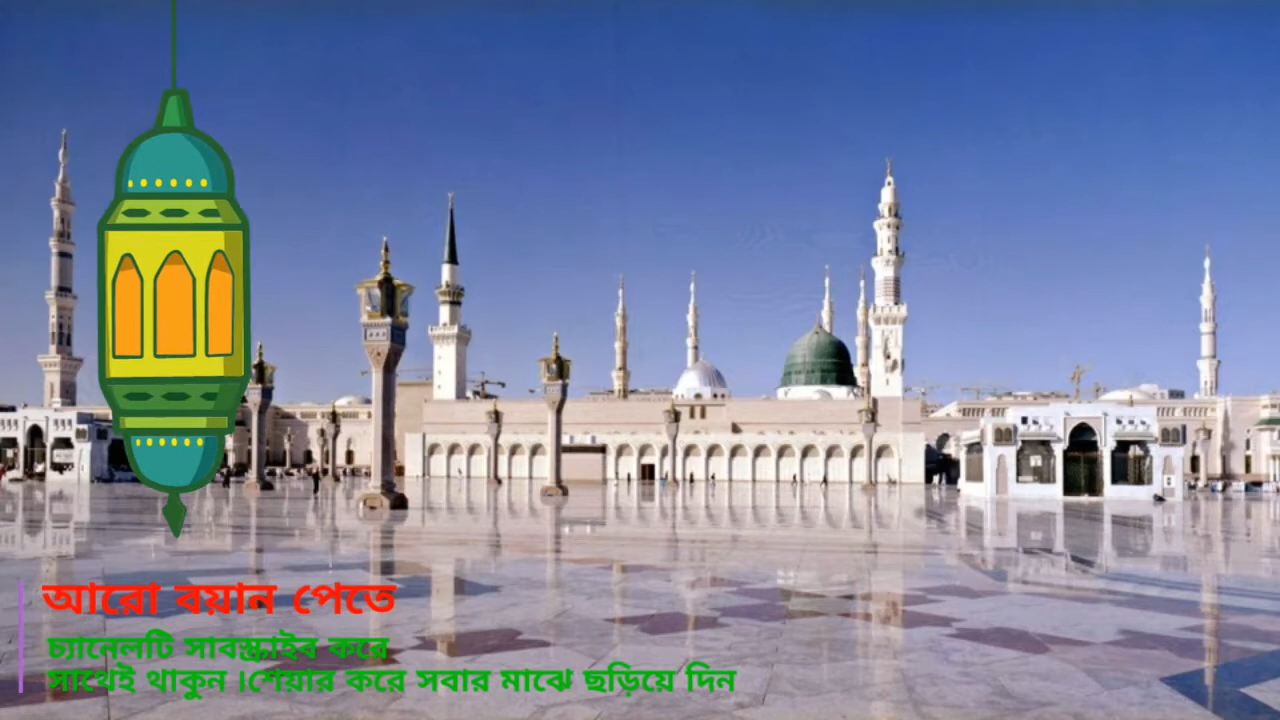 আরো বয়ান পেতে
চ্যানেলটি সাবস্ক্রাইব করে
সাথেই থাকুন ।শেয়ার করে সবার মাঝে ছড়িয়ে দিন